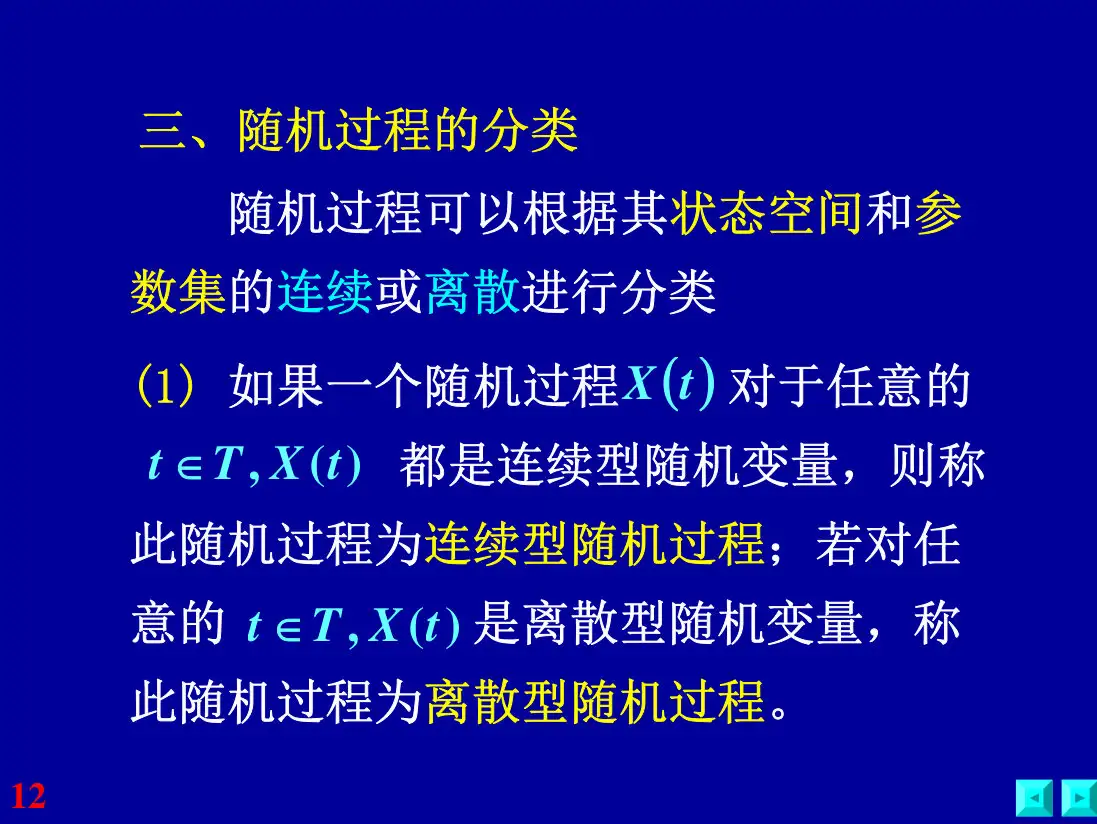 三、随机过程的分类
随机过程可以根据其状态空间和参
数集的连续或离散进行分类
(1) 如果一个随机过程X(t)对于任意的
t∈T,X(t) 都是连续型随机变量，则称
此随机过程为连续型随机过程；若对任
意的 t∈T,X(t) 是离散型随机变量，称
此随机过程为离散型随机过程。
12